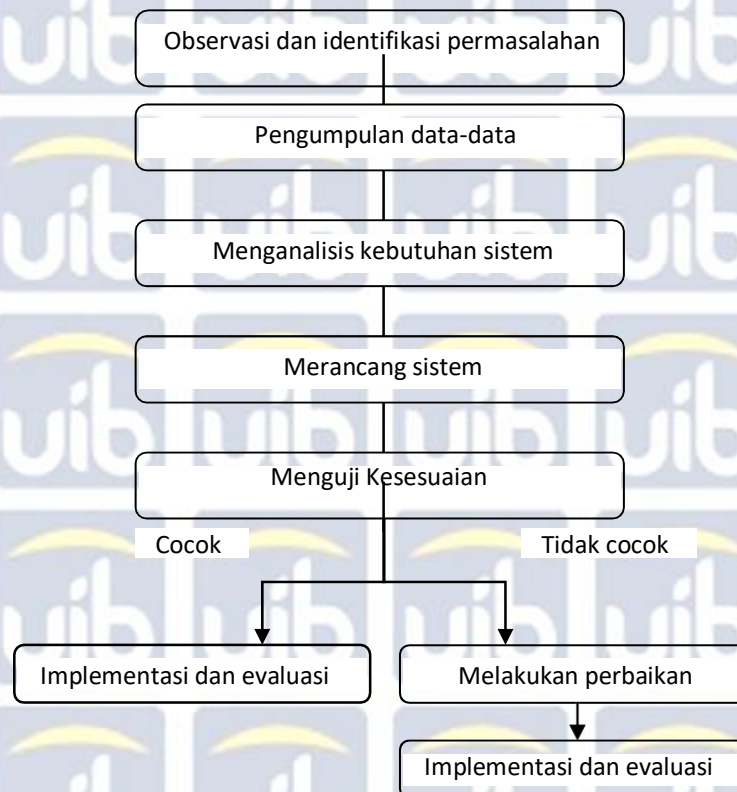 Observasi dan identifikasi permasalahan
Pengumpulan data-data
Menganalisis kebutuhan sistem
Merancang sistem
Menguji Kesesuaian
Cocok
Tidak cocok
Implementasi dan evaluasi
Melakukan perbaikan
Implementasi dan evaluasi
uib